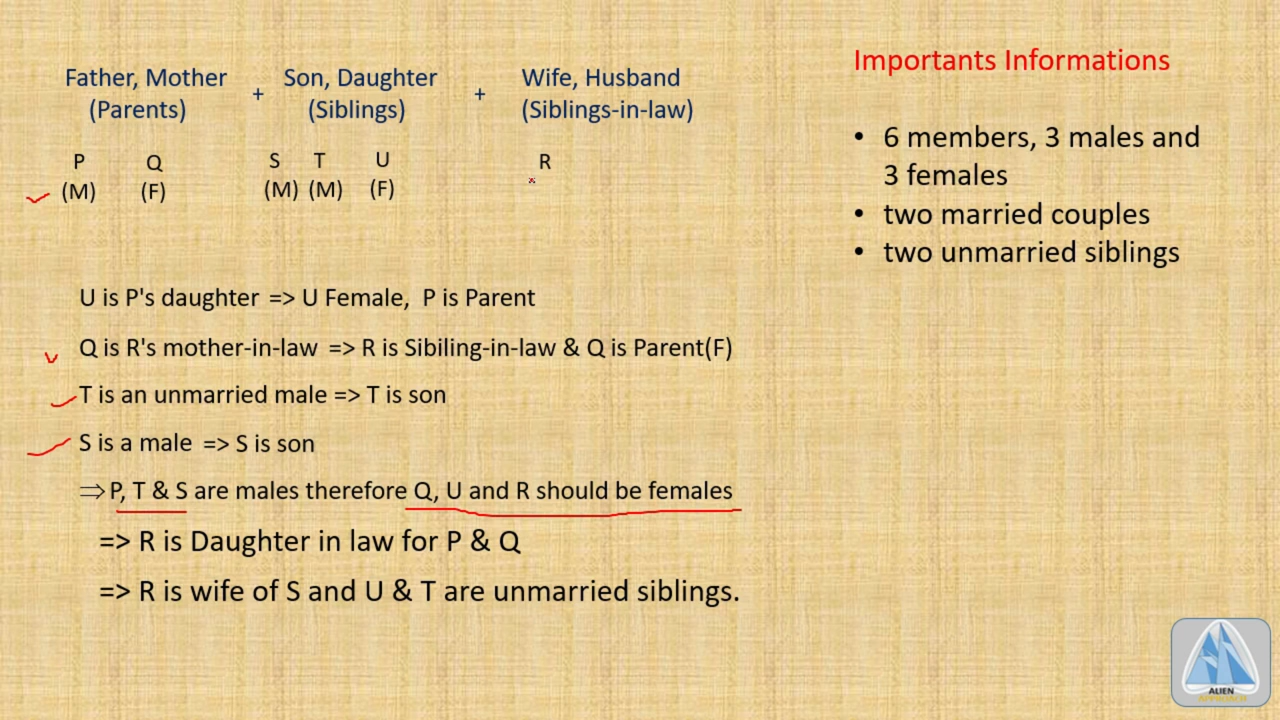 Father, Mother + Son, Daughter + Wife, Husband
(Parents) (Siblings) (Siblings-in-law)
P Q S T U R
(M) (F) (M) (M) (F)
U is P's daughter => U Female, P is Parent
Q is R's mother-in-law => R is Sibiling-in-law & Q is Parent(F)
T is an unmarried male => T is son
S is a male => S is son
⇒ P, T & S are males therefore Q, U and R should be females
=> R is Daughter in law for P & Q
=> R is wife of S and U & T are unmarried siblings.
Importants Informations
• 6 members, 3 males and
3 females
• two married couples
• two unmarried siblings
ALIEN